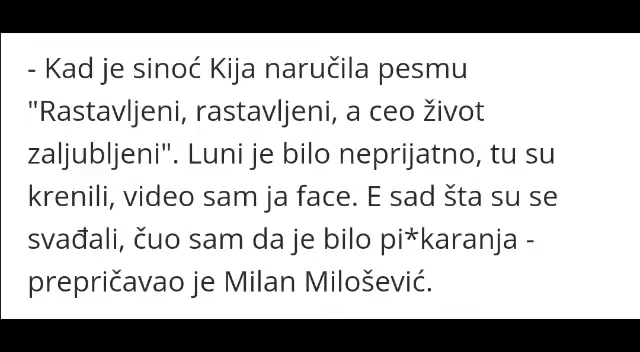 - Kad je sinoć Kija naručila pesmu
"Rastavljeni, rastavljeni, a ceo život
zaljubljeni". Luni je bilo neprijatno, tu su
krenili, video sam ja face. E sad šta su se
svađali, čuo sam da je bilo pi*karanja -
prepričavao je Milan Milošević.